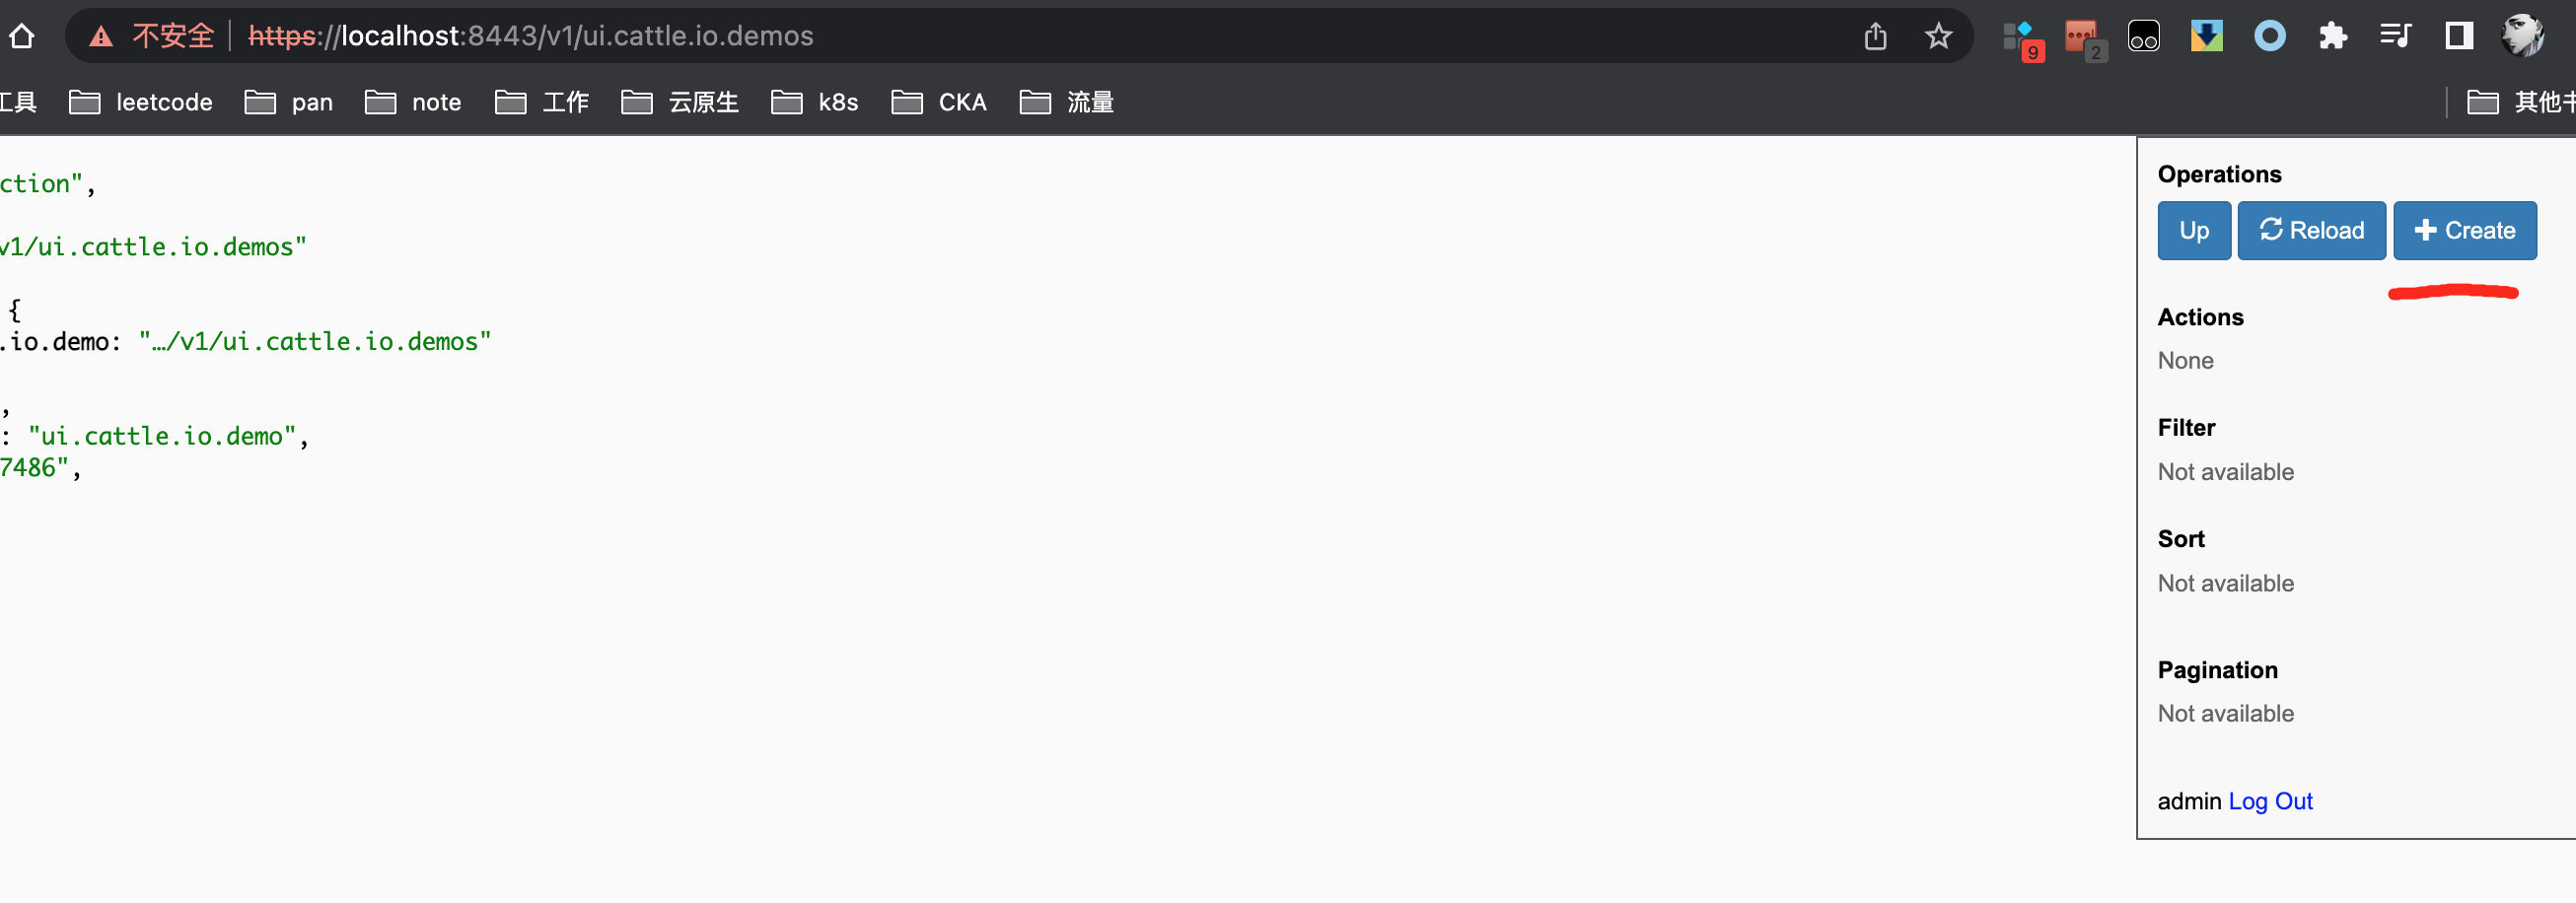 不安全 https://localhost:8443/v1/ui.cattle.io.demos
9
2
工具 leetcode pan note 工作 云原生 k8s CKA 流量 其他书
ction",
v1/ui.cattle.io.demos"
{
.io.demo: "…/v1/ui.cattle.io.demos"
,
: "ui.cattle.io.demo",
7486",
Operations
Up Reload Create
Actions
None
Filter
Not available
Sort
Not available
Pagination
Not available
admin Log Out